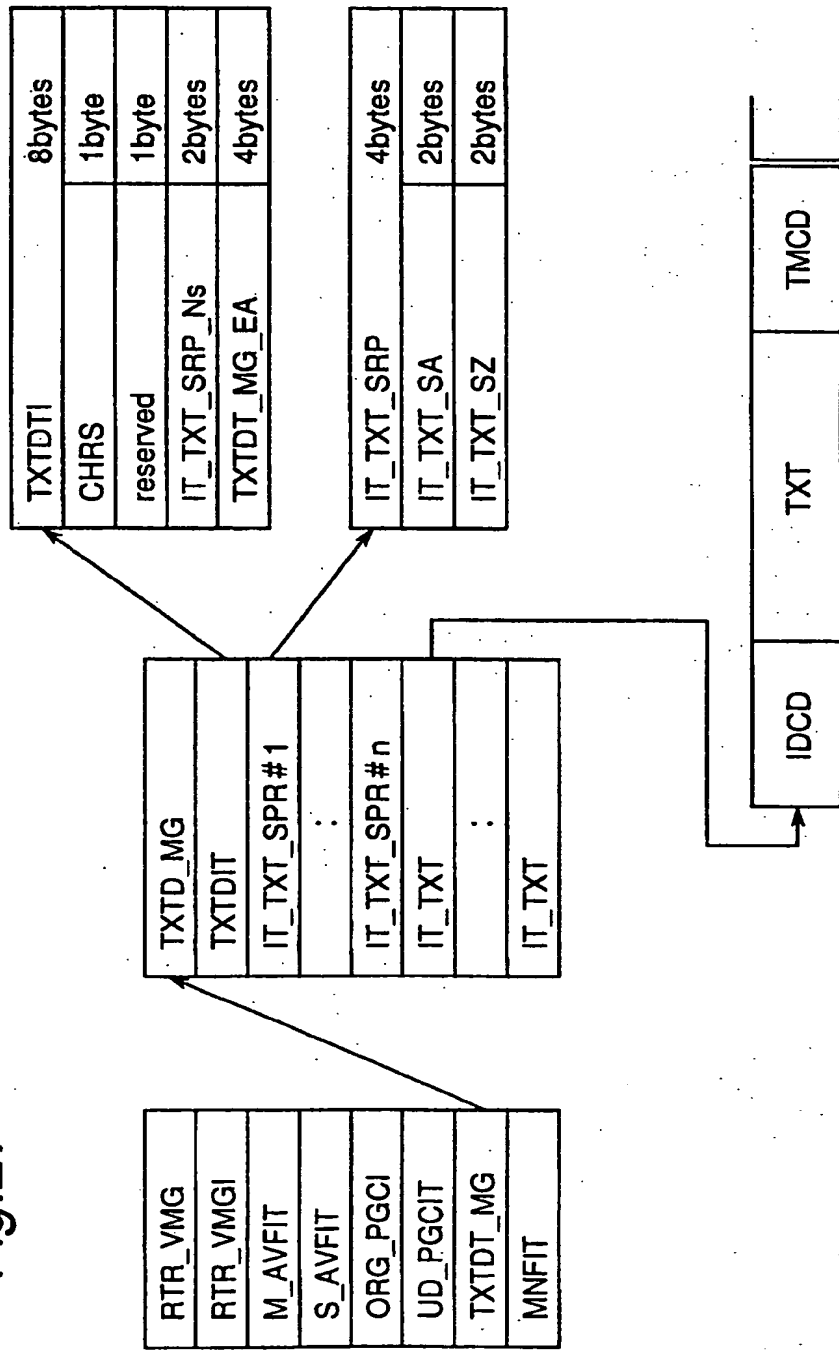 RTR_VMG
RTR_VMGI
M_AVFIT
S_AVFIT
ORG_PGCI
UD_PGCIT
TXTDT_MG
MNFIT
TXTD_MG
TXTDIT
IT_TXT_SPR#1
:
IT_TXT_SPR#n
IT_TXT
:
IT_TXT
TXTDTI 8bytes
CHRS 1byte
reserved 1byte
IT_TXT_SRP_Ns 2bytes
TXTDT_MG_EA 4bytes
IT_TXT_SRP 4bytes
IT_TXT_SA 2bytes
IT_TXT_SZ 2bytes
IDCD TXT TMCD